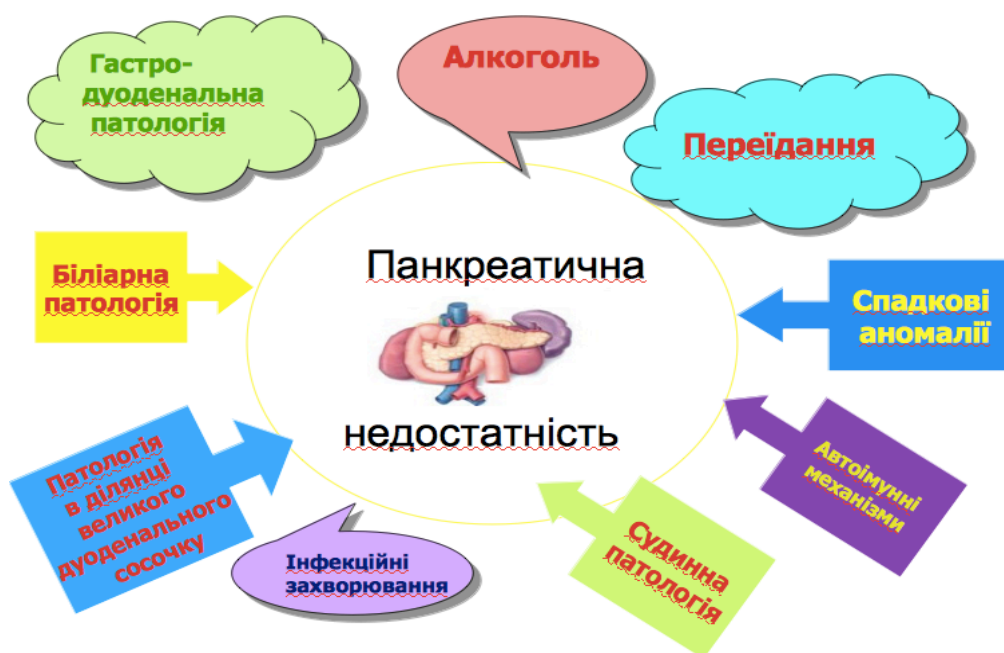 Гастро-
дуоденальна
патологія
Алкоголь
Переїдання
Біліарна
патологія
Панкреатична
недостатність
Спадкові
аномалії
Патологія
в ділянці
великого
дуоденального
сосочку
Інфекційні
захворювання
Судинна
патологія
Автоімунні
механізми